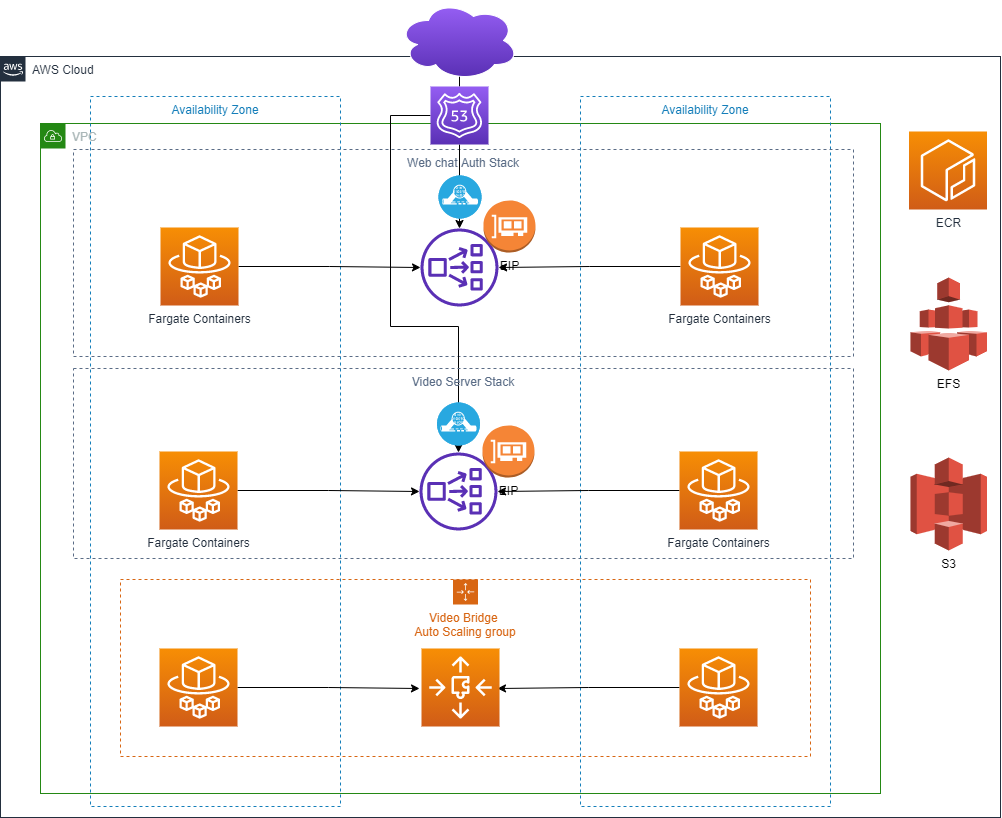 aws
AWS Cloud
53
Availability Zone
Availability Zone
VPC
Web chat Auth Stack
EIP
Fargate Containers
Fargate Containers
ECR
EFS
Video Server Stack
EIP
Fargate Containers
Fargate Containers
S3
Video Bridge
Auto Scaling group